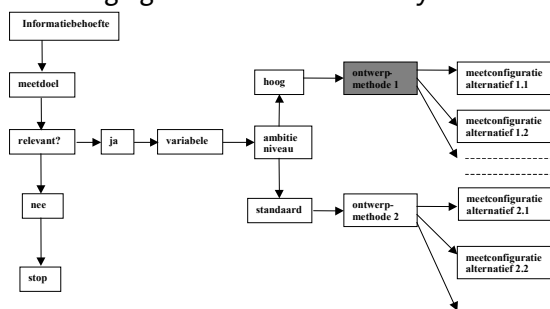 Informatiebehoefte
meetdoel
relevant?
ja
variabele
ambitie
niveau
nee
stop
hoog
ontwerp-
methode 1
meetconfiguratie
alternatief 1.1
meetconfiguratie
alternatief 1.2
standaard
ontwerp-
methode 2
meetconfiguratie
alternatief 2.1
meetconfiguratie
alternatief 2.2